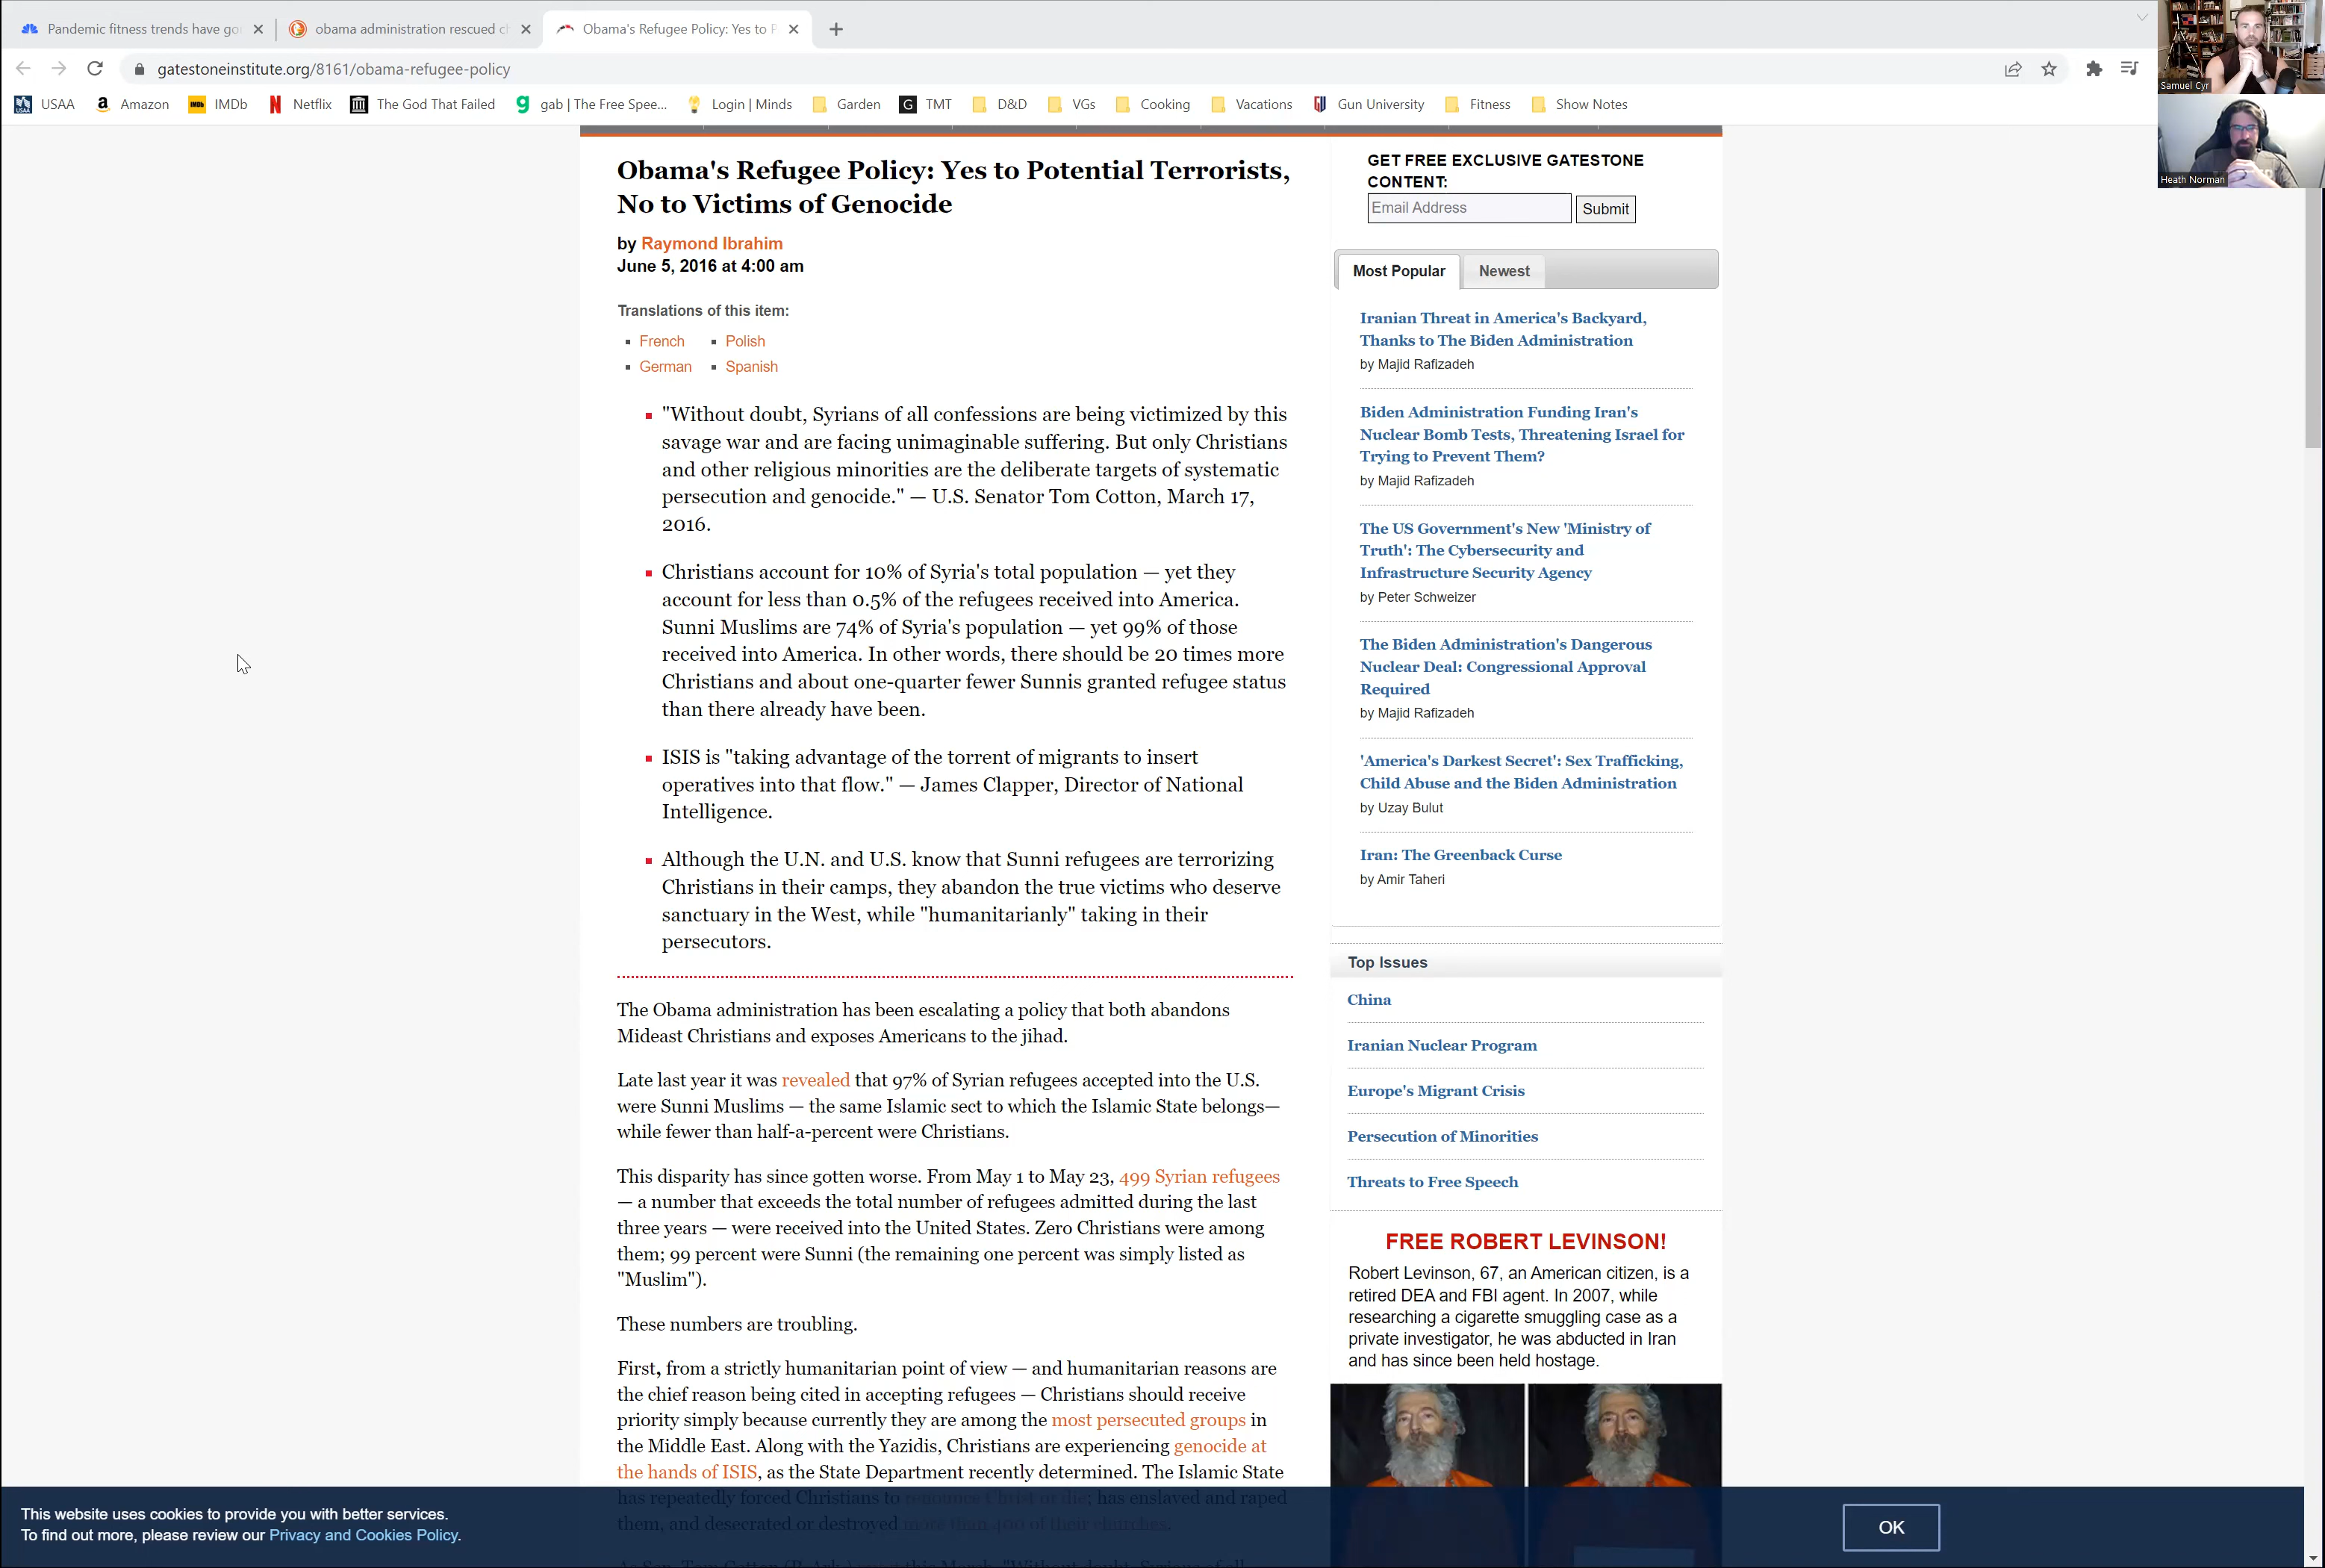 Pandemic fitness trends have go
obama administration rescued ch
Obama's Refugee Policy: Yes to P
gatestoneinstitute.org/8161/obama-refugee-policy
USAA Amazon IMDb Netflix The God That Failed gab | The Free Spee... Login | Minds Garden TMT D&D VGs Cooking Vacations Gun University Fitness Show Notes
Samuel Cyr
Heath Norman
Obama's Refugee Policy: Yes to Potential Terrorists,
No to Victims of Genocide
by Raymond Ibrahim
June 5, 2016 at 4:00 am
Translations of this item:
French Polish
German Spanish
"Without doubt, Syrians of all confessions are being victimized by this
savage war and are facing unimaginable suffering. But only Christians
and other religious minorities are the deliberate targets of systematic
persecution and genocide." — U.S. Senator Tom Cotton, March 17,
2016.
Christians account for 10% of Syria's total population — yet they
account for less than 0.5% of the refugees received into America.
Sunni Muslims are 74% of Syria's population — yet 99% of those
received into America. In other words, there should be 20 times more
Christians and about one-quarter fewer Sunnis granted refugee status
than there already have been.
ISIS is "taking advantage of the torrent of migrants to insert
operatives into that flow." — James Clapper, Director of National
Intelligence.
Although the U.N. and U.S. know that Sunni refugees are terrorizing
Christians in their camps, they abandon the true victims who deserve
sanctuary in the West, while "humanitarianly" taking in their
persecutors.
The Obama administration has been escalating a policy that both abandons
Mideast Christians and exposes Americans to the jihad.
Late last year it was revealed that 97% of Syrian refugees accepted into the U.S.
were Sunni Muslims — the same Islamic sect to which the Islamic State belongs—
while fewer than half-a-percent were Christians.
This disparity has since gotten worse. From May 1 to May 23, 499 Syrian refugees
— a number that exceeds the total number of refugees admitted during the last
three years — were received into the United States. Zero Christians were among
them; 99 percent were Sunni (the remaining one percent was simply listed as
"Muslim").
These numbers are troubling.
First, from a strictly humanitarian point of view — and humanitarian reasons are
the chief reason being cited in accepting refugees — Christians should receive
priority simply because currently they are among the most persecuted groups in
the Middle East. Along with the Yazidis, Christians are experiencing genocide at
the hands of ISIS, as the State Department recently determined. The Islamic State
has repeatedly forced Christians to renounce Christ or die; has enslaved and raped
them, and desecrated or destroyed more than 400 of their churches.
GET FREE EXCLUSIVE GATESTONE
CONTENT:
Email Address Submit
Most Popular Newest
Iranian Threat in America's Backyard,
Thanks to The Biden Administration
by Majid Rafizadeh
Biden Administration Funding Iran's
Nuclear Bomb Tests, Threatening Israel for
Trying to Prevent Them?
by Majid Rafizadeh
The US Government's New 'Ministry of
Truth': The Cybersecurity and
Infrastructure Security Agency
by Peter Schweizer
The Biden Administration's Dangerous
Nuclear Deal: Congressional Approval
Required
by Majid Rafizadeh
'America's Darkest Secret': Sex Trafficking,
Child Abuse and the Biden Administration
by Uzay Bulut
Iran: The Greenback Curse
by Amir Taheri
Top Issues
China
Iranian Nuclear Program
Europe's Migrant Crisis
Persecution of Minorities
Threats to Free Speech
FREE ROBERT LEVINSON!
Robert Levinson, 67, an American citizen, is a
retired DEA and FBI agent. In 2007, while
researching a cigarette smuggling case as a
private investigator, he was abducted in Iran
and has since been held hostage.
This website uses cookies to provide you with better services.
To find out more, please review our Privacy and Cookies Policy.
OK